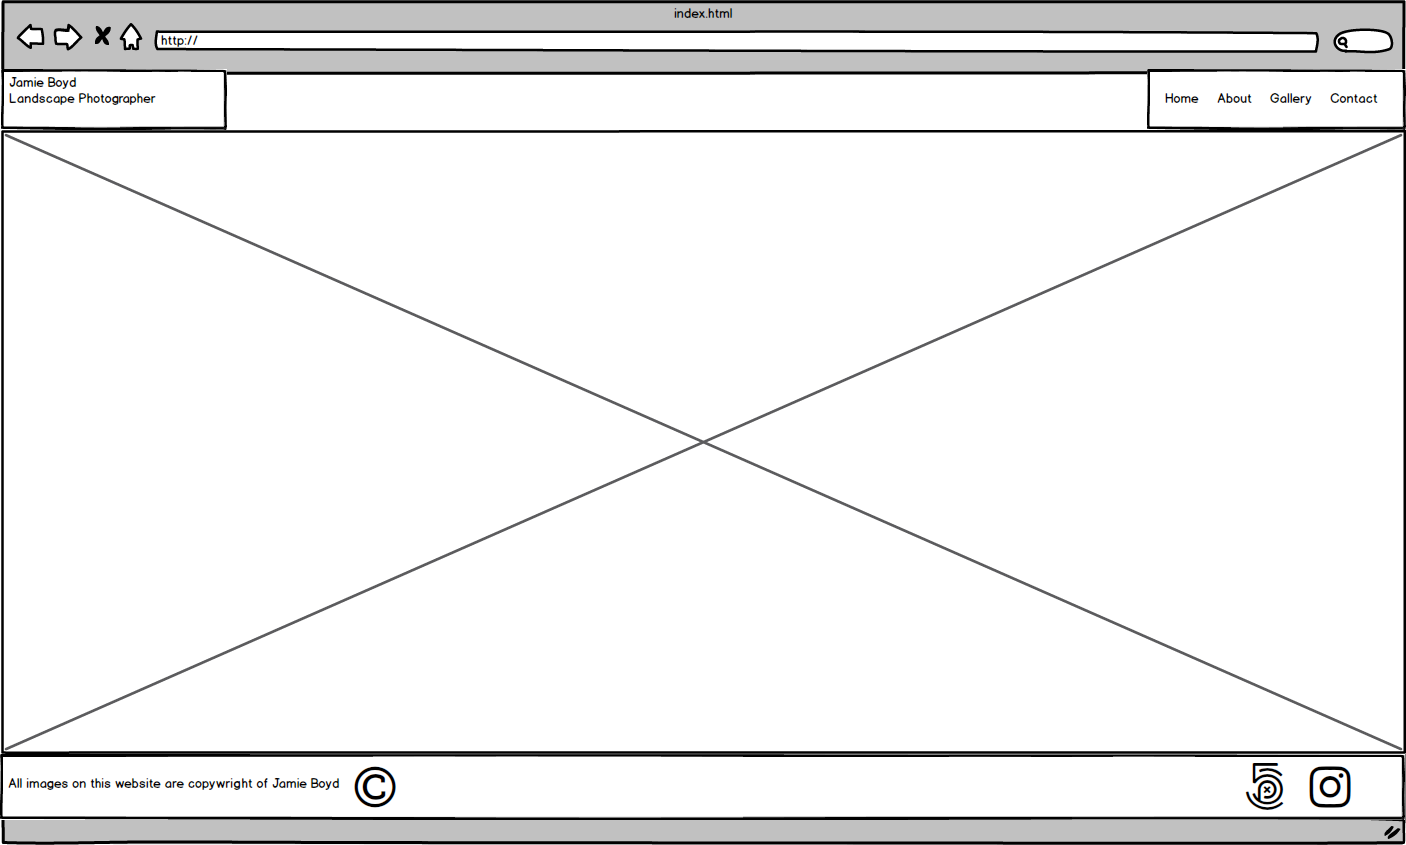 index.html
http://
Jamie Boyd
Landscape Photographer
Home About Gallery Contact
All images on this website are copywright of Jamie Boyd ©